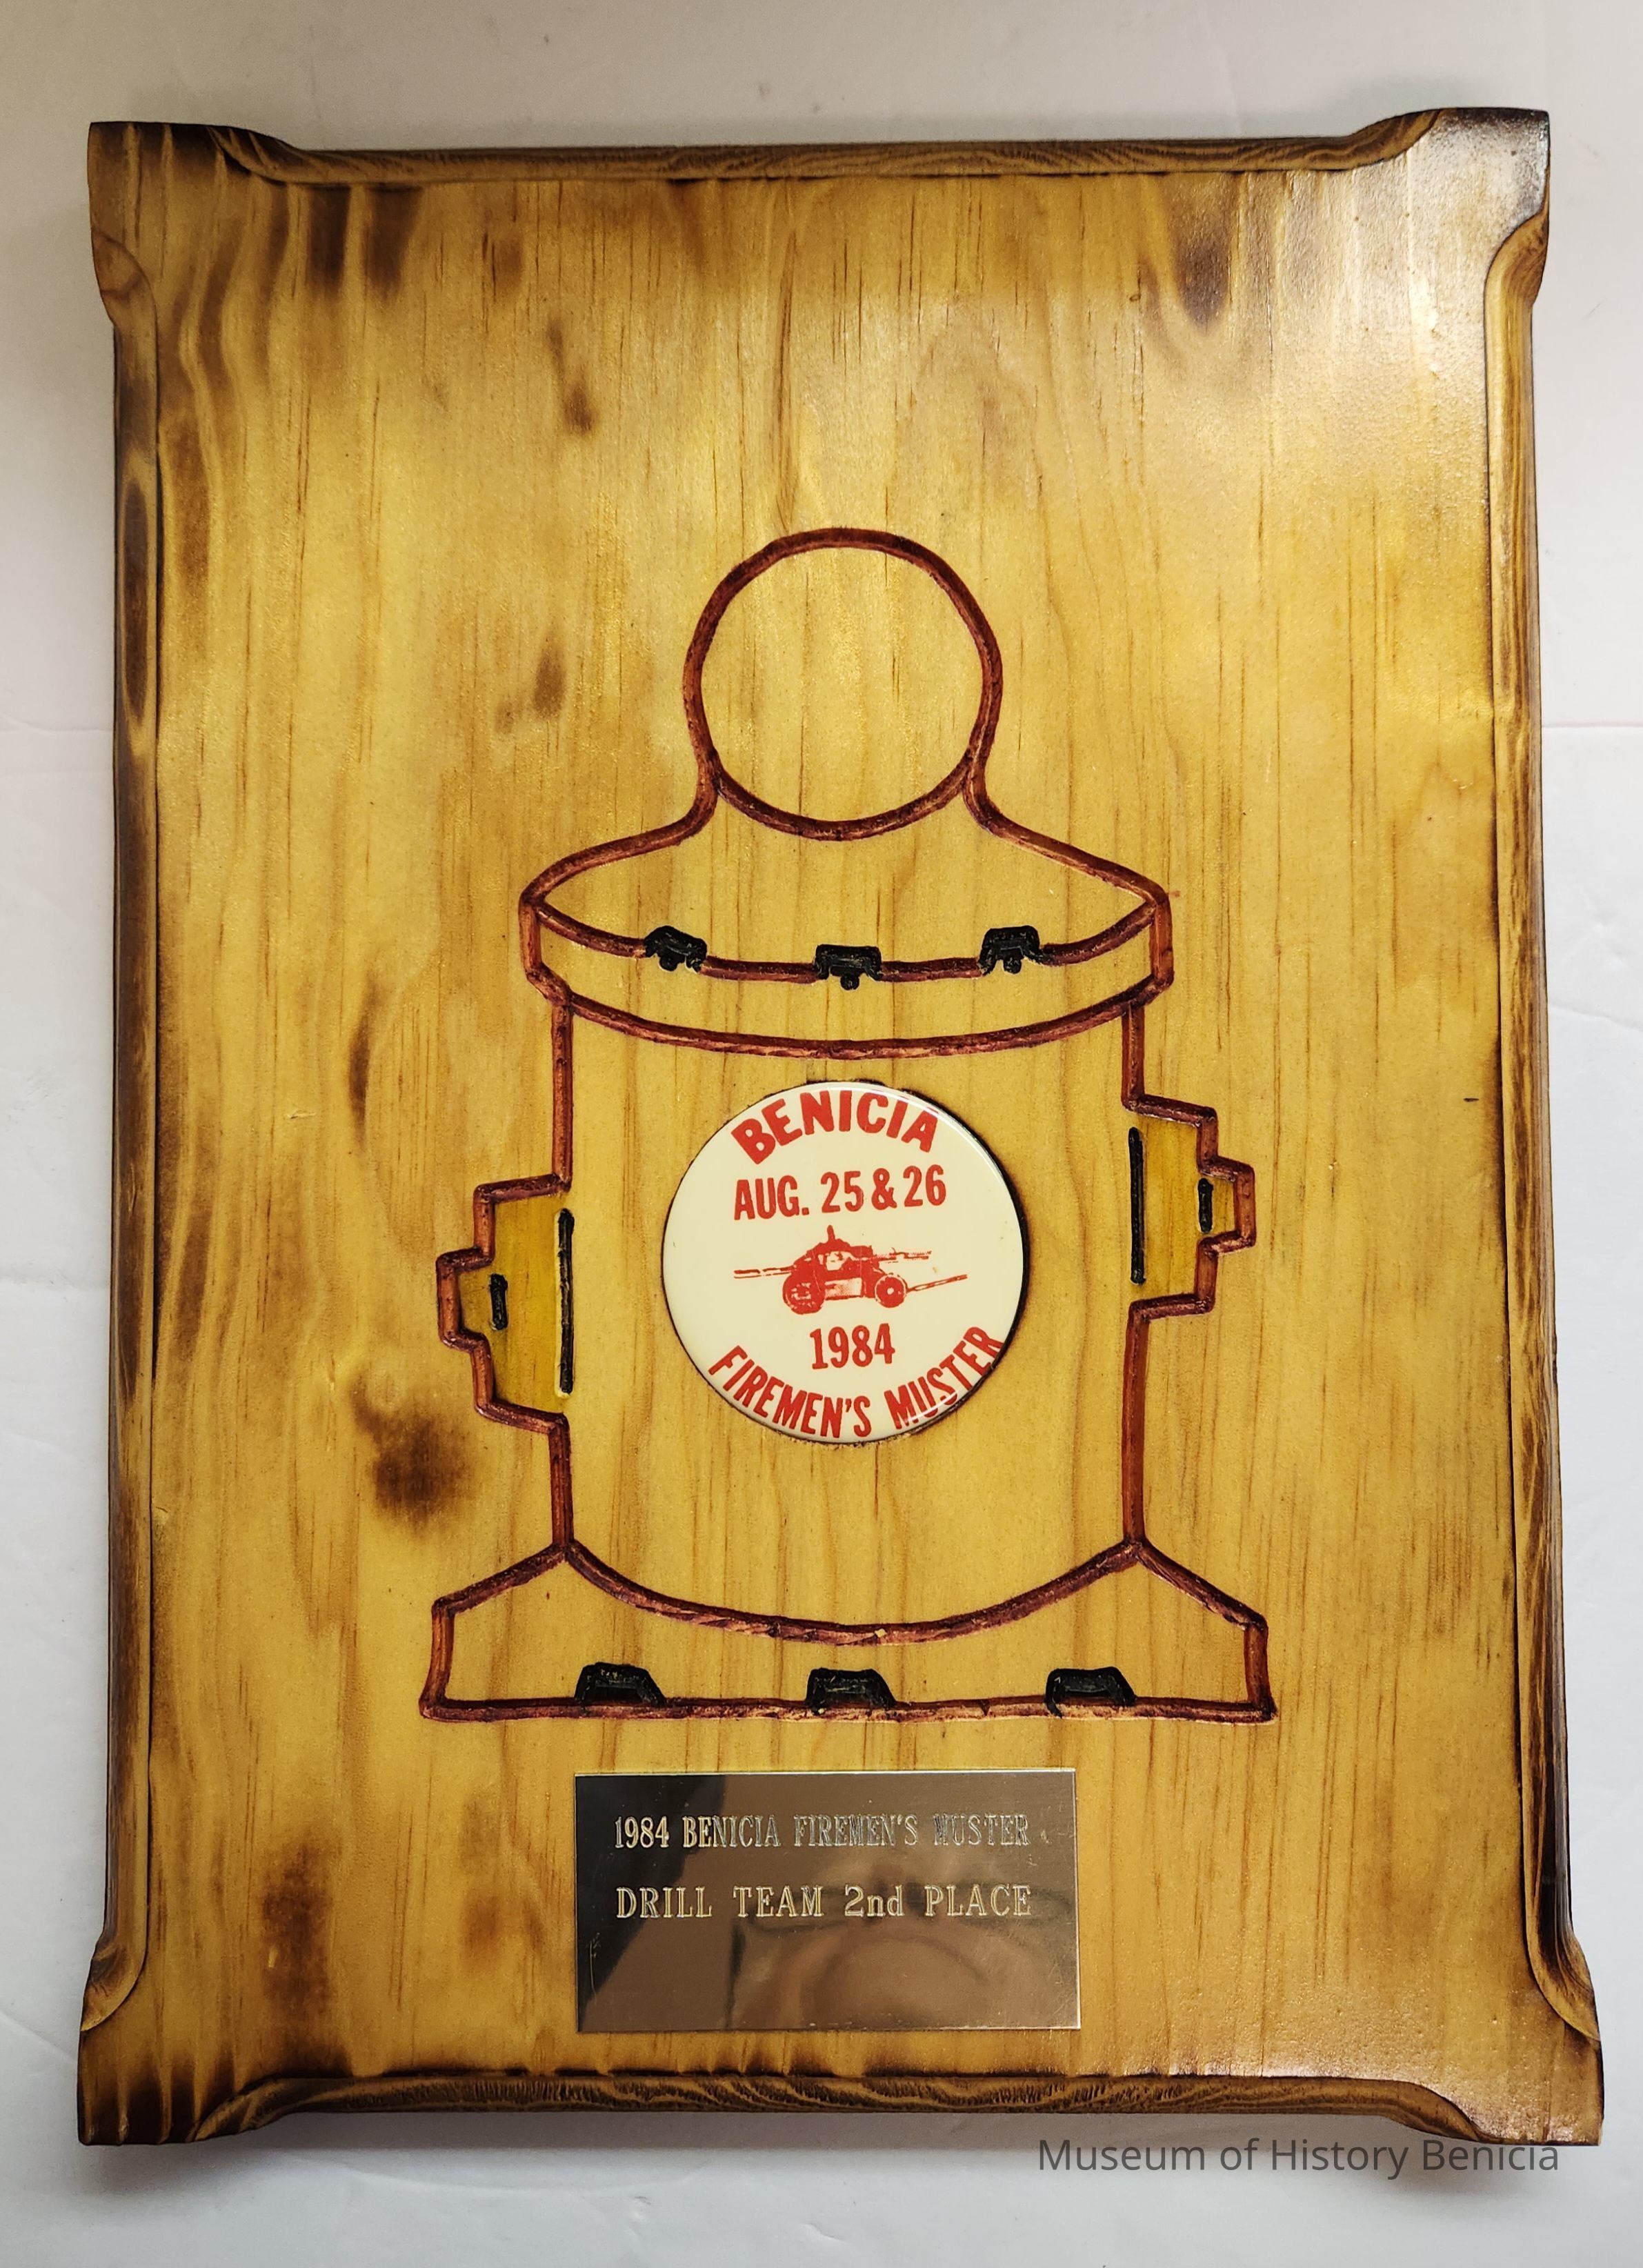 BENICIA
AUG. 25 & 26
1984
FIREMEN'S MUSTER
1984 BENICIA FIREMEN'S MUSTER
DRILL TEAM 2nd PLACE
Museum of History Benicia